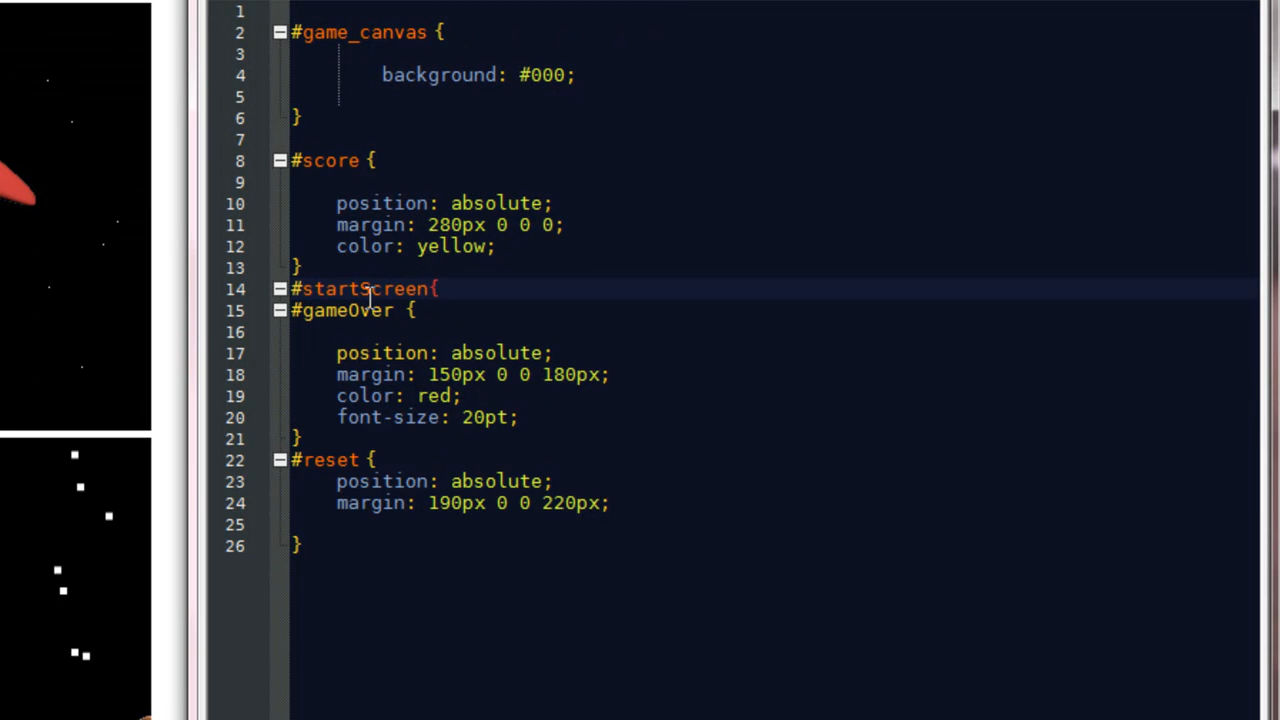 1
2 #game_canvas {
3
4 background: #000;
5
6 }
7
8 #score {
9
10 position: absolute;
11 margin: 280px 0 0 0;
12 color: yellow;
13 }
14 #startScreen{
15 #gameOver {
16
17 position: absolute;
18 margin: 150px 0 0 180px;
19 color: red;
20 font-size: 20pt;
21 }
22 #reset {
23 position: absolute;
24 margin: 190px 0 0 220px;
25
26 }